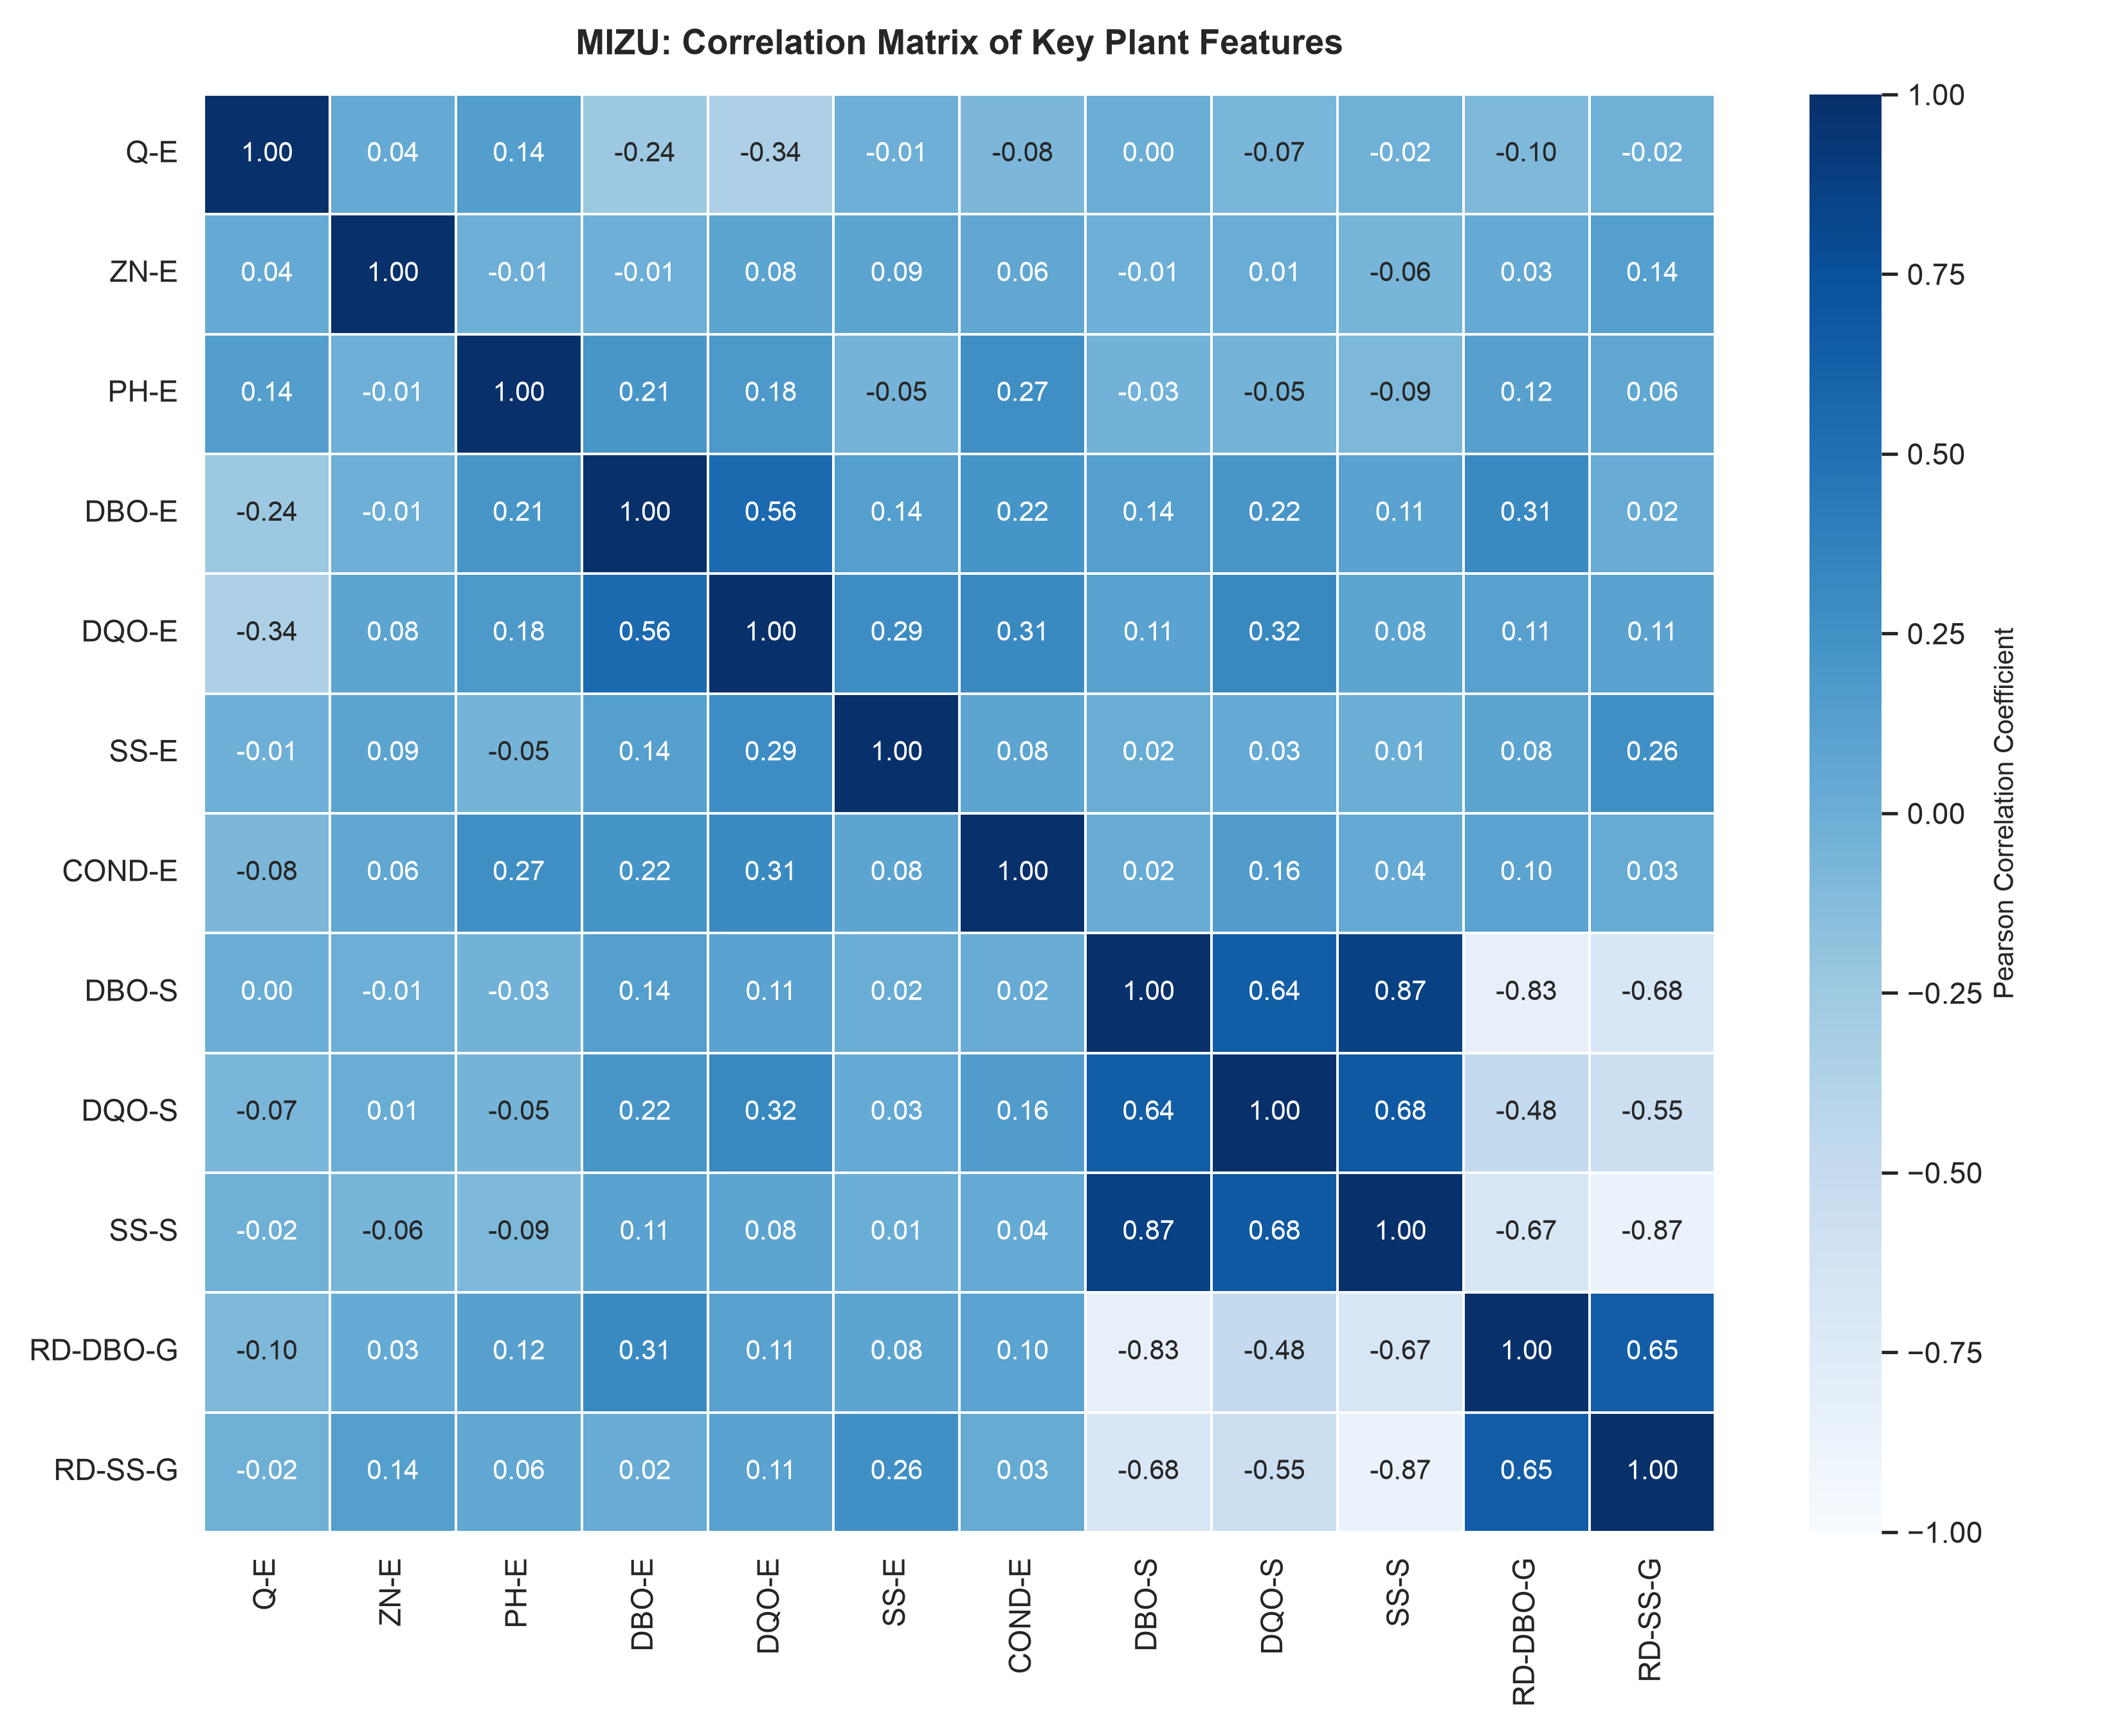 MIZU: Correlation Matrix of Key Plant Features
Q-E 1.00 0.04 0.14 -0.24 -0.34 -0.01 -0.08 0.00 -0.07 -0.02 -0.10 -0.02
ZN-E 0.04 1.00 -0.01 -0.01 0.08 0.09 0.06 -0.01 0.01 -0.06 0.03 0.14
PH-E 0.14 -0.01 1.00 0.21 0.18 -0.05 0.27 -0.03 -0.05 -0.09 0.12 0.06
DBO-E -0.24 -0.01 0.21 1.00 0.56 0.14 0.22 0.14 0.22 0.11 0.31 0.02
DQO-E -0.34 0.08 0.18 0.56 1.00 0.29 0.31 0.11 0.32 0.08 0.11 0.11
SS-E -0.01 0.09 -0.05 0.14 0.29 1.00 0.08 0.02 0.03 0.01 0.08 0.26
COND-E -0.08 0.06 0.27 0.22 0.31 0.08 1.00 0.02 0.16 0.04 0.10 0.03
DBO-S 0.00 -0.01 -0.03 0.14 0.11 0.02 0.02 1.00 0.64 0.87 -0.83 -0.68
DQO-S -0.07 0.01 -0.05 0.22 0.32 0.03 0.16 0.64 1.00 0.68 -0.48 -0.55
SS-S -0.02 -0.06 -0.09 0.11 0.08 0.01 0.04 0.87 0.68 1.00 -0.67 -0.87
RD-DBO-G -0.10 0.03 0.12 0.31 0.11 0.08 0.10 -0.83 -0.48 -0.67 1.00 0.65
RD-SS-G -0.02 0.14 0.06 0.02 0.11 0.26 0.03 -0.68 -0.55 -0.87 0.65 1.00
Q-E ZN-E PH-E DBO-E DQO-E SS-E COND-E DBO-S DQO-S SS-S RD-DBO-G RD-SS-G
1.00
0.75
0.50
0.25
0.00
−0.25
−0.50
−0.75
−1.00
Pearson Correlation Coefficient